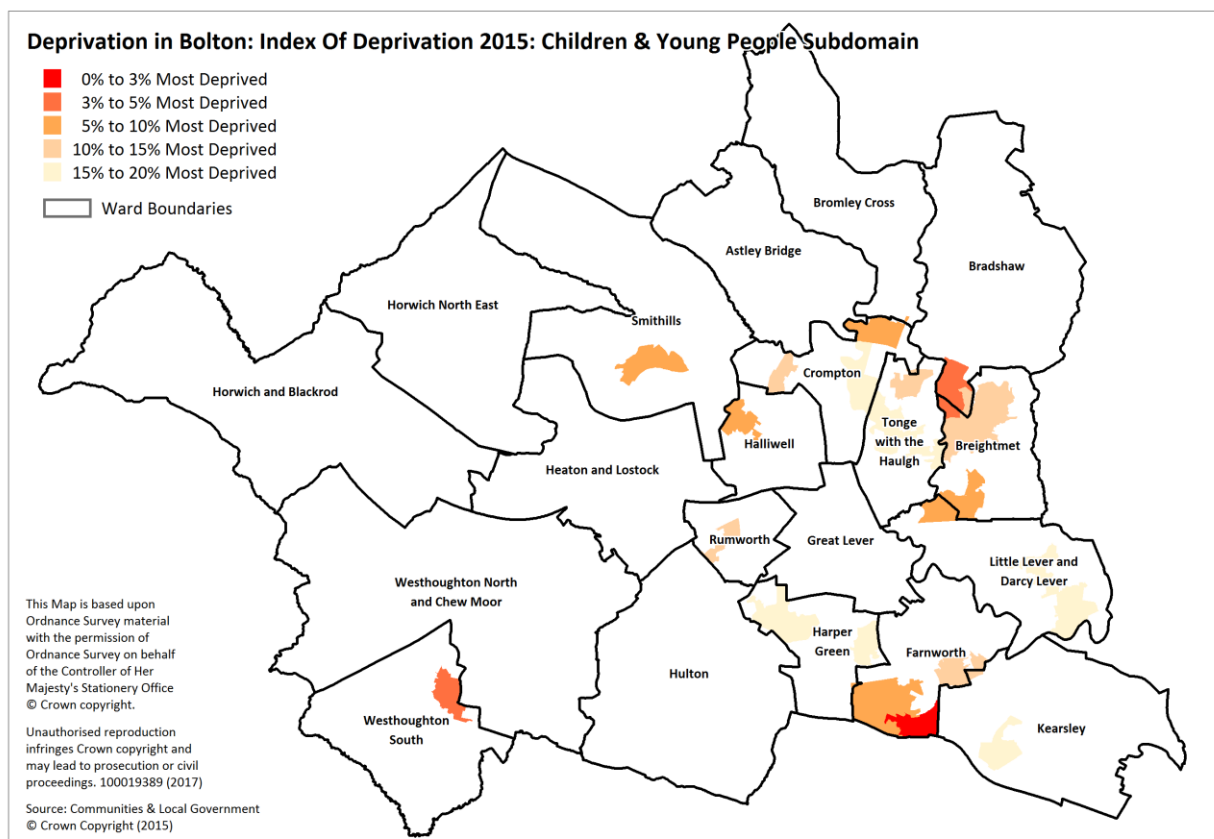 Deprivation in Bolton: Index Of Deprivation 2015: Children & Young People Subdomain
0% to 3% Most Deprived
3% to 5% Most Deprived
5% to 10% Most Deprived
10% to 15% Most Deprived
15% to 20% Most Deprived
Ward Boundaries
Bromley Cross
Astley Bridge
Bradshaw
Horwich North East
Smithills
Crompton
Horwich and Blackrod
Tonge
with the
Haulgh
Halliwell
Breightmet
Heaton and Lostock
Rumworth
Great Lever
Little Lever and
Darcy Lever
Westhoughton North
and Chew Moor
Harper
Green
Farnworth
Hulton
Westhoughton
South
Kearsley
This Map is based upon
Ordnance Survey material
with the permission of
Ordnance Survey on behalf
of the Controller of Her
Majesty's Stationery Office
© Crown copyright.
Unauthorised reproduction
infringes Crown copyright and
may lead to prosecution or civil
proceedings. 100019389 (2017)
Source: Communities & Local Government
© Crown Copyright (2015)